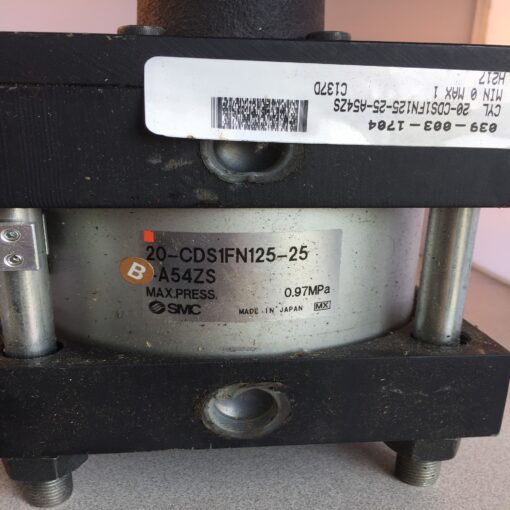 039-003-1704
CYL 20-CDS1FN125-25-A54ZS
MIN 0 MAX 1 C137D
H217
20-CDS1FN125-25
B
-A54ZS
MAX.PRESS. 0.97MPa
SMC MADE IN JAPAN MX